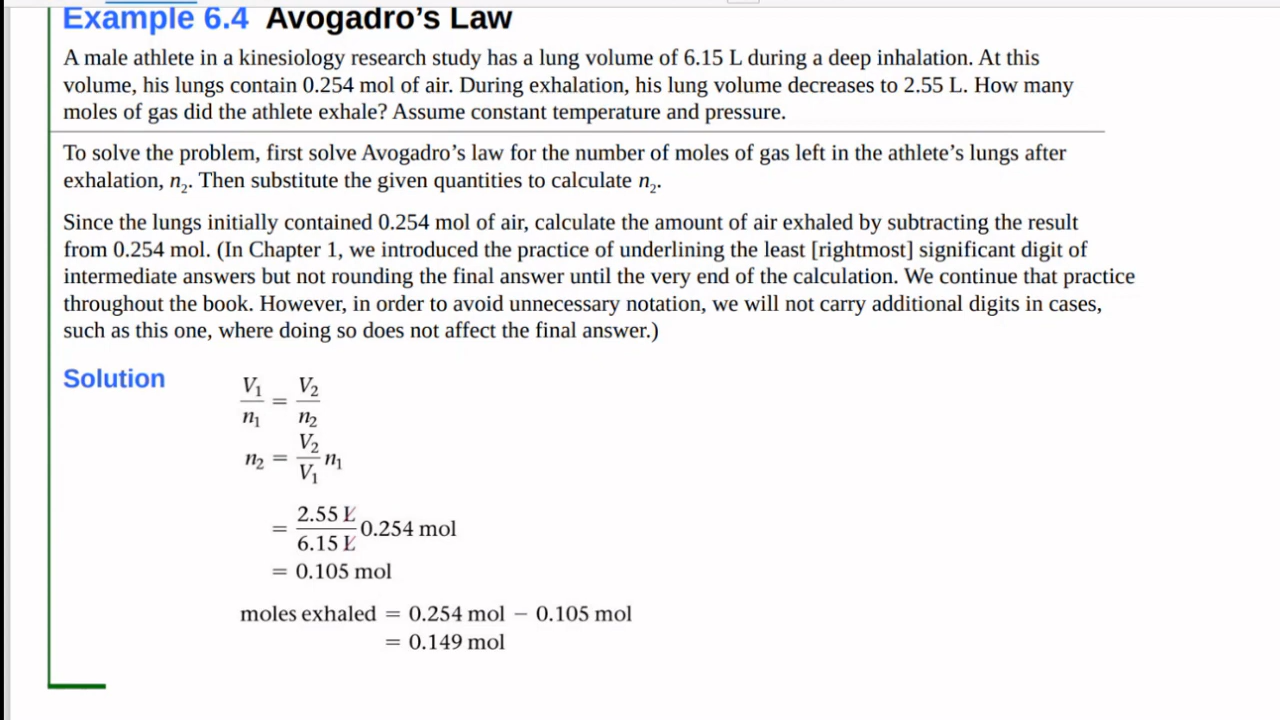 Example 6.4 Avogadro’s Law
A male athlete in a kinesiology research study has a lung volume of 6.15 L during a deep inhalation. At this
volume, his lungs contain 0.254 mol of air. During exhalation, his lung volume decreases to 2.55 L. How many
moles of gas did the athlete exhale? Assume constant temperature and pressure.
To solve the problem, first solve Avogadro’s law for the number of moles of gas left in the athlete’s lungs after
exhalation, n₂. Then substitute the given quantities to calculate n₂.
Since the lungs initially contained 0.254 mol of air, calculate the amount of air exhaled by subtracting the result
from 0.254 mol. (In Chapter 1, we introduced the practice of underlining the least [rightmost] significant digit of
intermediate answers but not rounding the final answer until the very end of the calculation. We continue that practice
throughout the book. However, in order to avoid unnecessary notation, we will not carry additional digits in cases,
such as this one, where doing so does not affect the final answer.)
Solution
V₁/n₁ = V₂/n₂
n₂ = V₂/V₁ n₁
= 2.55 L/6.15 L 0.254 mol
= 0.105 mol
moles exhaled = 0.254 mol − 0.105 mol
= 0.149 mol